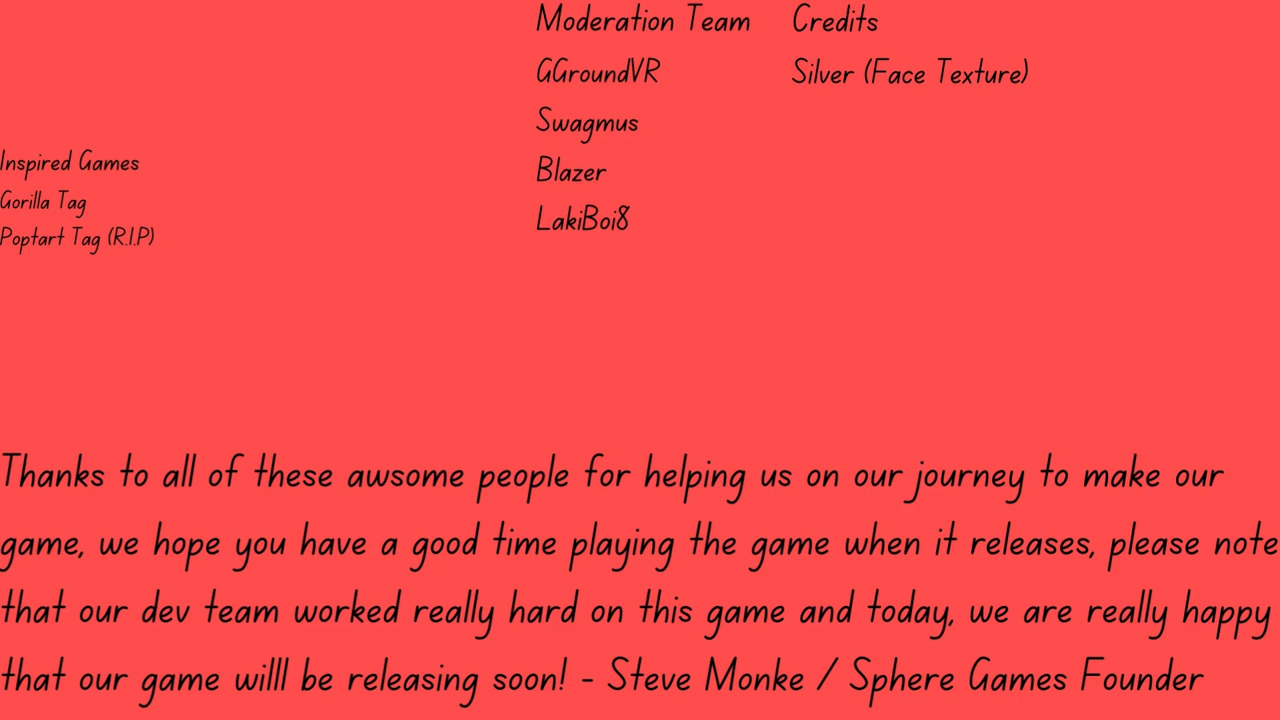 Moderation Team
GGroundVR
Swagmus
Blazer
LakiBoi8
Credits
Silver (Face Texture)
Inspired Games
Gorilla Tag
Poptart Tag (R.I.P)
Thanks to all of these awsome people for helping us on our journey to make our
game, we hope you have a good time playing the game when it releases, please note
that our dev team worked really hard on this game and today, we are really happy
that our game willl be releasing soon! - Steve Monke / Sphere Games Founder